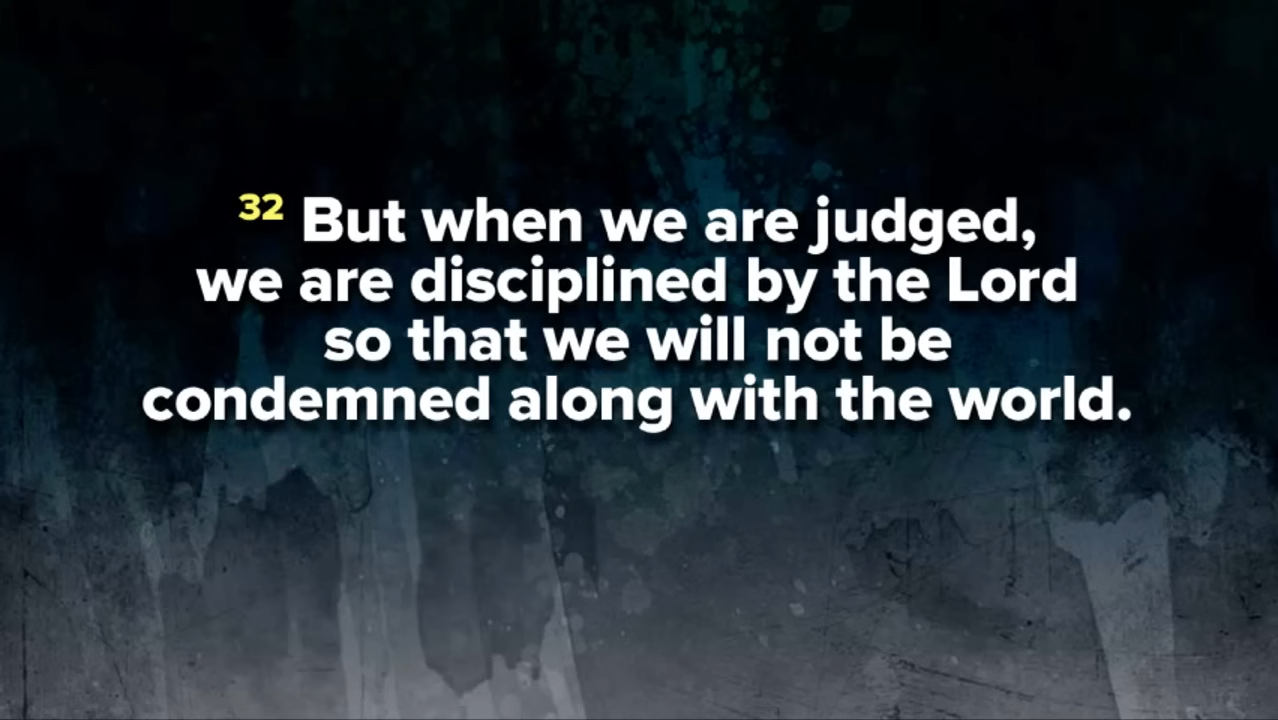 32 But when we are judged,
we are disciplined by the Lord
so that we will not be
condemned along with the world.